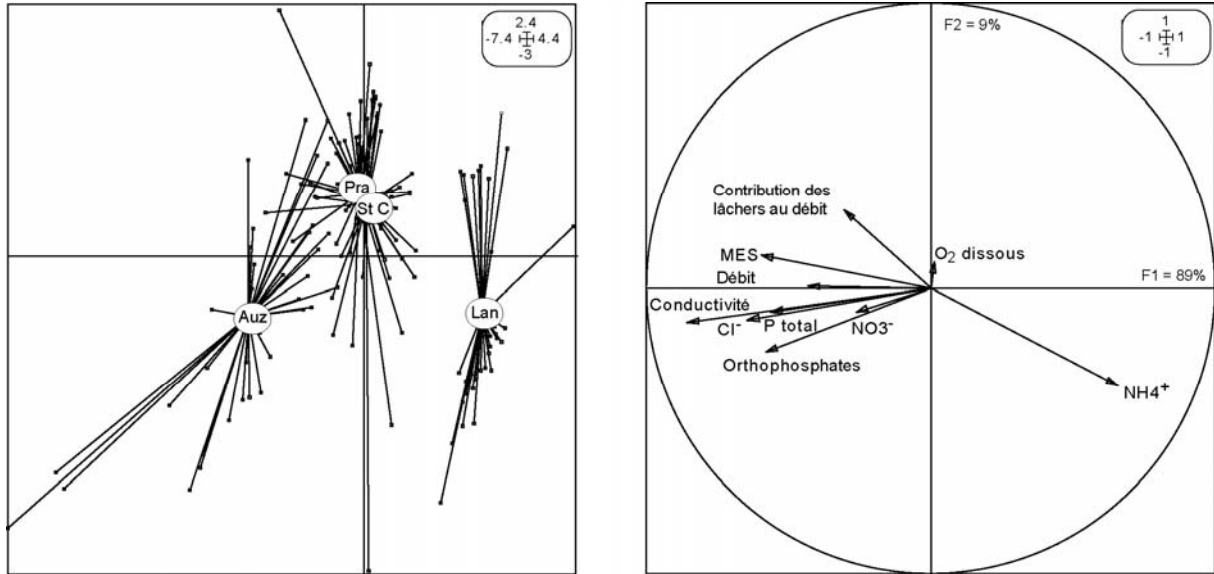 2.4
-7.4 4.4
-3
Pra
St C
Auz
Lan
F2 = 9%
1
-1 1
-1
Contribution des
lâchers au débit
MES
O2 dissous
Débit
F1 = 89%
Conductivité
Cl- P total NO3-
Orthophosphates
NH4+